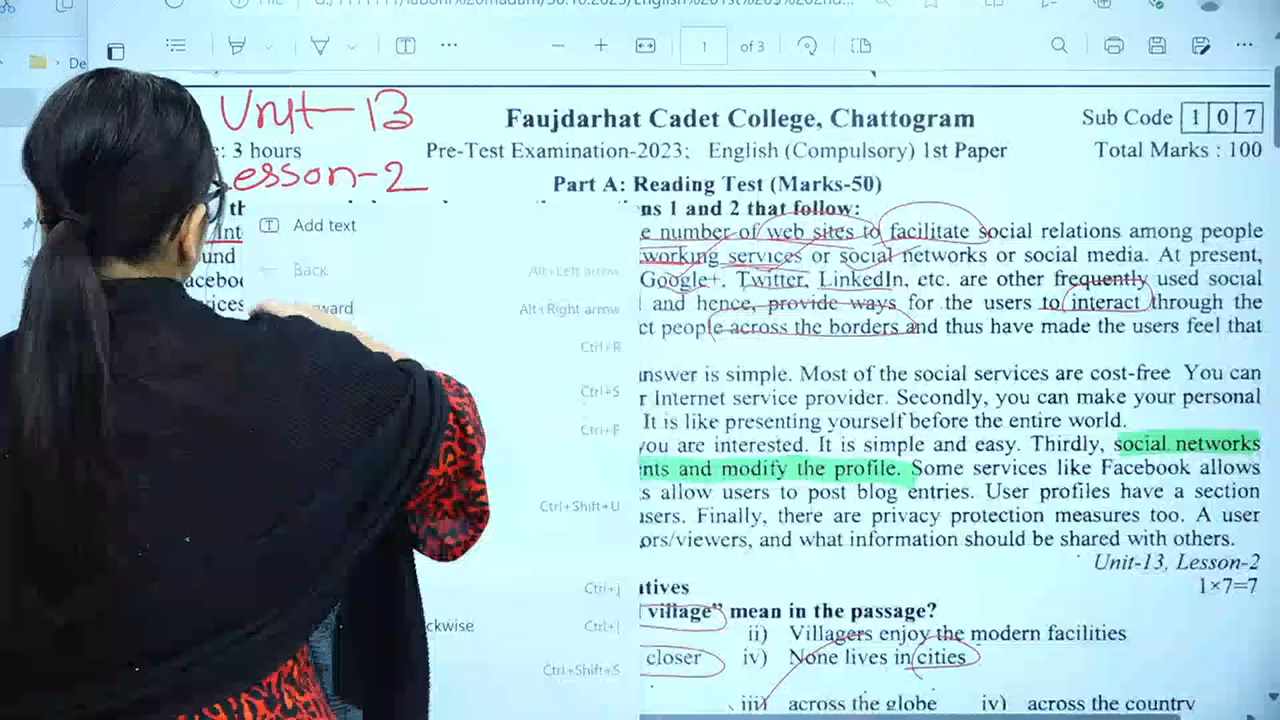 1 of 3
De
Unit-13
Faujdarhat Cadet College, Chattogram
Sub Code 1 0 7
: 3 hours
Pre-Test Examination-2023; English (Compulsory) 1st Paper
Total Marks : 100
Lesson-2
Part A: Reading Test (Marks-50)
ns 1 and 2 that follow:
Add text
e number of web sites to facilitate social relations among people
working services or social networks or social media. At present,
Back Alt+Left arrow
Google+, Twitter, LinkedIn, etc. are other frequently used social
ward Alt+Right arrow
and hence, provide ways for the users to interact through the
ct people across the borders and thus have made the users feel that
Ctrl+R
nswer is simple. Most of the social services are cost-free You can
Ctrl+S
r Internet service provider. Secondly, you can make your personal
It is like presenting yourself before the entire world.
Ctrl+P
you are interested. It is simple and easy. Thirdly, social networks
nts and modify the profile. Some services like Facebook allows
s allow users to post blog entries. User profiles have a section
Ctrl+Shift+U
users. Finally, there are privacy protection measures too. A user
ors/viewers, and what information should be shared with others.
Unit-13, Lesson-2
Ctrl+]
tives
1×7=7
village" mean in the passage?
ckwise Ctrl+[
ii) Villagers enjoy the modern facilities
closer iv) None lives in cities
Ctrl+Shift+S
iii) across the globe iv) across the country